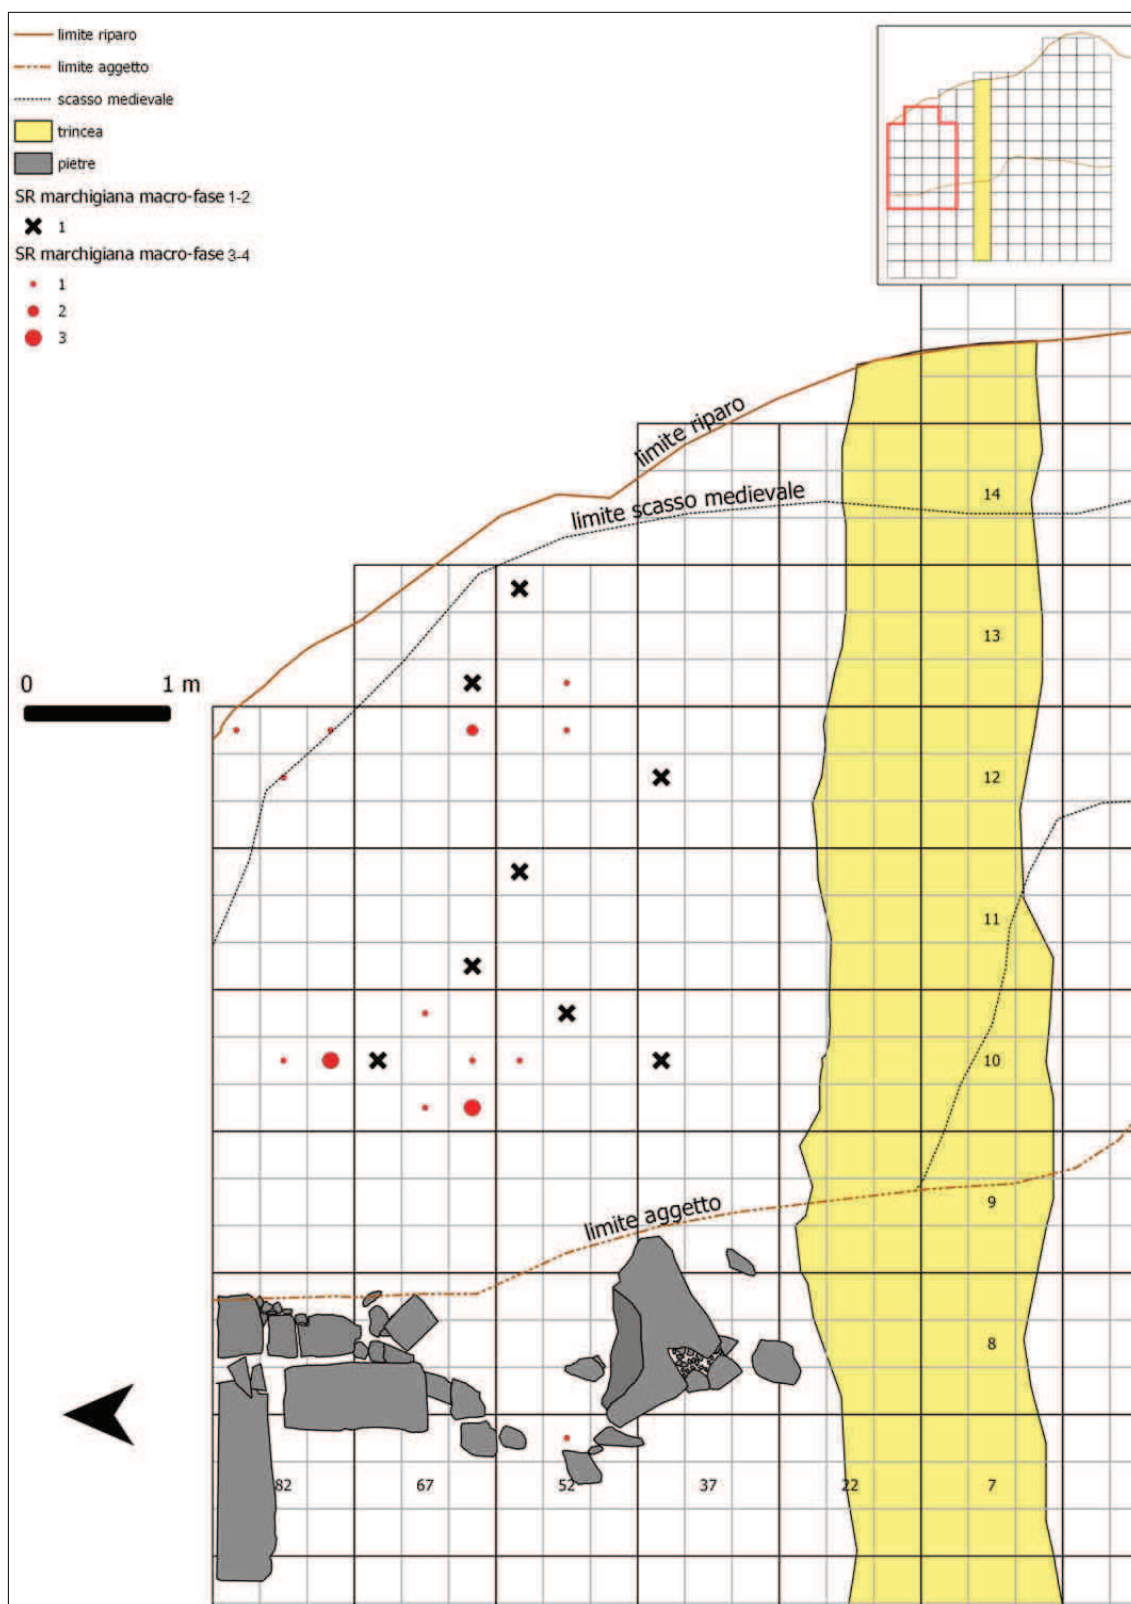 limite riparo
limite aggetto
scasso medievale
trincea
pietre
SR marchigiana macro-fase 1-2
1
SR marchigiana macro-fase 3-4
1
2
3
limite riparo
limite scasso medievale
14
13
0 1 m
12
11
10
limite aggetto
9
8
82 67 52 37 22 7